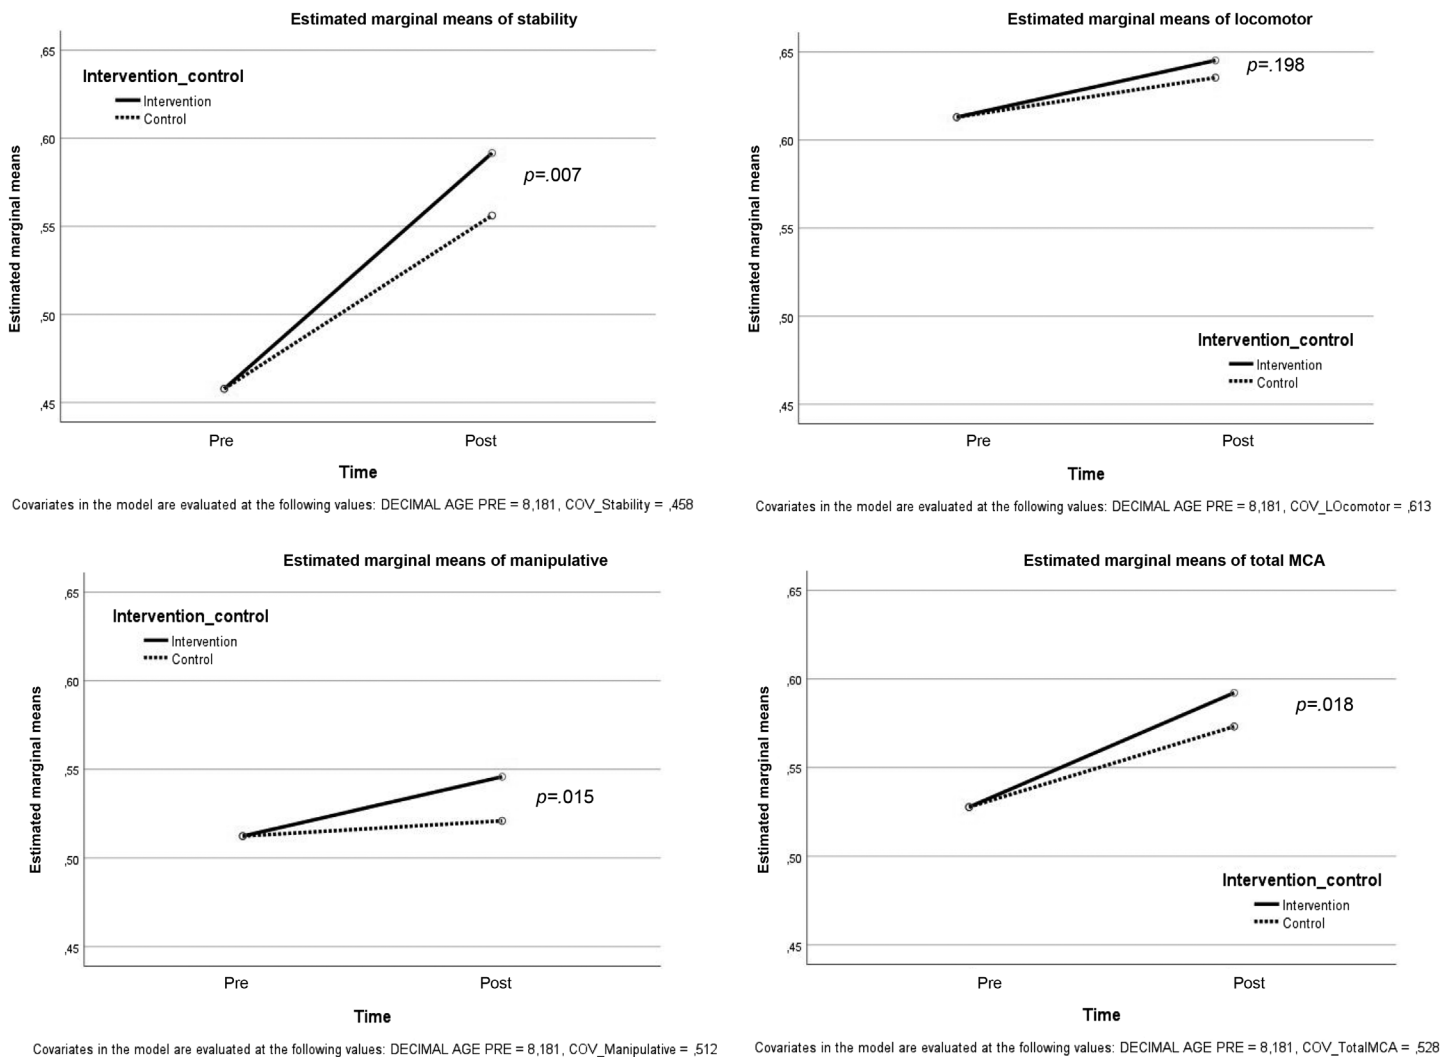 Estimated marginal means of stability
,65
,60
,55
,50
,45
Estimated marginal means
Intervention_control
Intervention
Control
p=.007
Pre
Post
Time
Covariates in the model are evaluated at the following values: DECIMAL AGE PRE = 8,181, COV_Stability = ,458
Estimated marginal means of locomotor
,65
,60
,55
,50
,45
Estimated marginal means
p=.198
Intervention_control
Intervention
Control
Pre
Post
Time
Covariates in the model are evaluated at the following values: DECIMAL AGE PRE = 8,181, COV_LOcomotor = ,613
Estimated marginal means of manipulative
,65
,60
,55
,50
,45
Estimated marginal means
Intervention_control
Intervention
Control
p=.015
Pre
Post
Time
Covariates in the model are evaluated at the following values: DECIMAL AGE PRE = 8,181, COV_Manipulative = ,512
Estimated marginal means of total MCA
,65
,60
,55
,50
,45
Estimated marginal means
p=.018
Intervention_control
Intervention
Control
Pre
Post
Time
Covariates in the model are evaluated at the following values: DECIMAL AGE PRE = 8,181, COV_TotalMCA = ,528